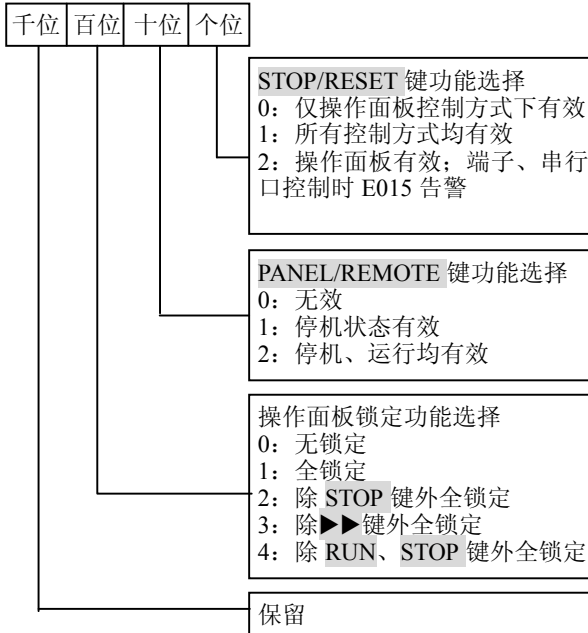 千位 百位 十位 个位
STOP/RESET 键功能选择
0：仅操作面板控制方式下有效
1：所有控制方式均有效
2：操作面板有效；端子、串行
口控制时 E015 告警
PANEL/REMOTE 键功能选择
0：无效
1：停机状态有效
2：停机、运行均有效
操作面板锁定功能选择
0：无锁定
1：全锁定
2：除 STOP 键外全锁定
3：除▶▶键外全锁定
4：除 RUN、STOP 键外全锁定
保留